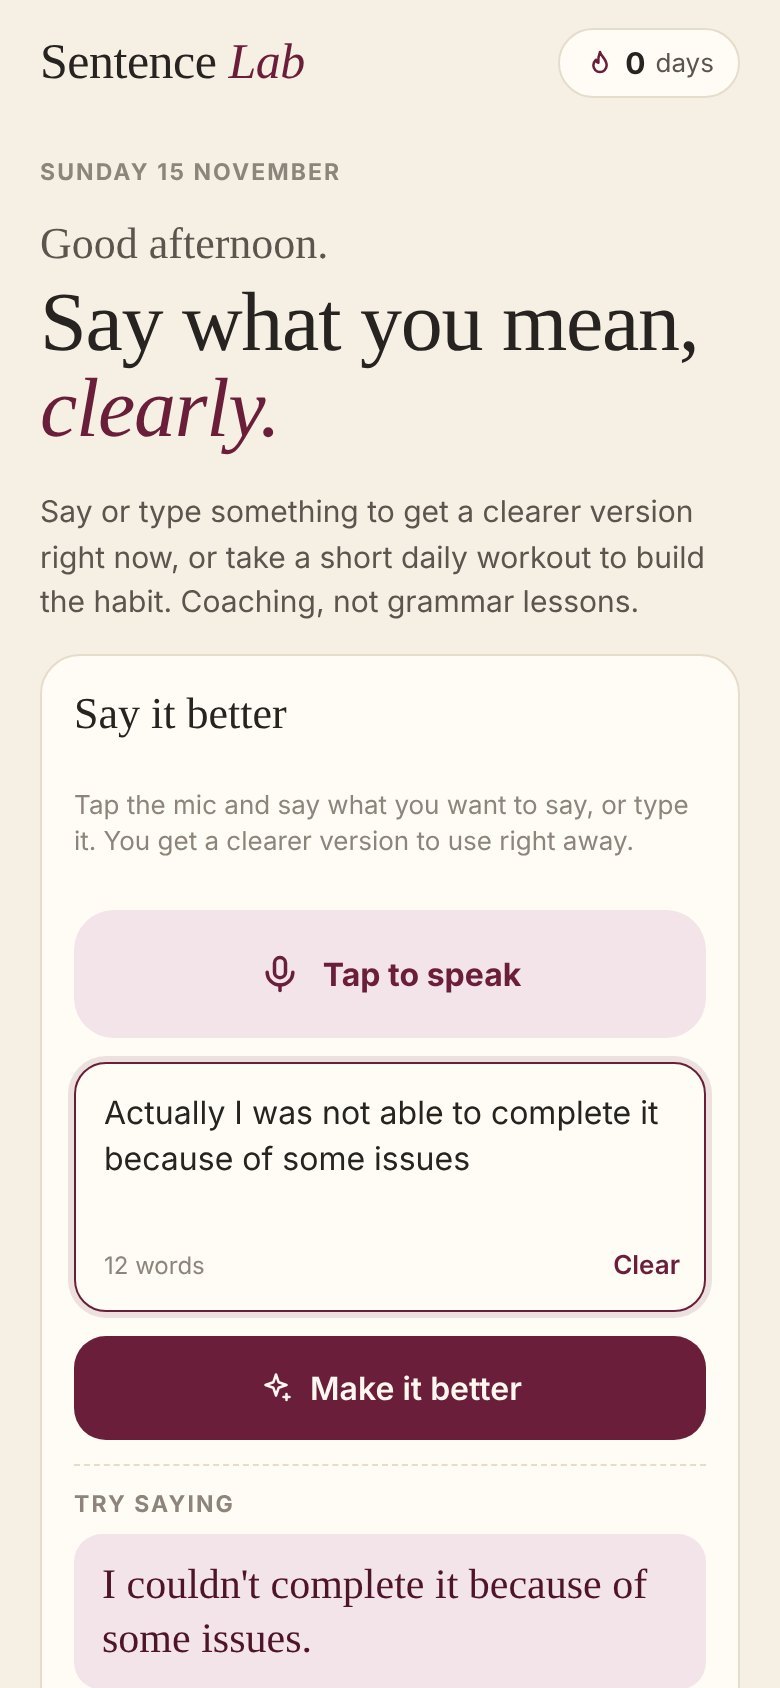 Sentence Lab
0 days
SUNDAY 15 NOVEMBER
Good afternoon.
Say what you mean,
clearly.
Say or type something to get a clearer version
right now, or take a short daily workout to build
the habit. Coaching, not grammar lessons.
Say it better
Tap the mic and say what you want to say, or type
it. You get a clearer version to use right away.
Tap to speak
Actually I was not able to complete it
because of some issues
12 words
Clear
Make it better
TRY SAYING
I couldn't complete it because of
some issues.